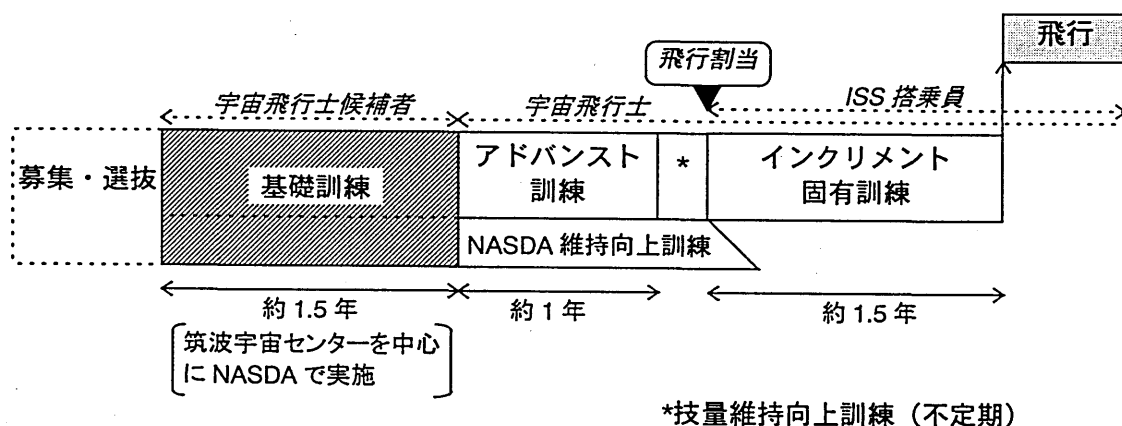 飛行
飛行割当
宇宙飛行士候補者
宇宙飛行士
ISS 搭乗員
募集・選抜
基礎訓練
アドバンスト
訓練
*
インクリメント
固有訓練
NASDA 維持向上訓練
約 1.5 年
約 1 年
約 1.5 年
筑波宇宙センターを中心
に NASDA で実施
*技量維持向上訓練（不定期）